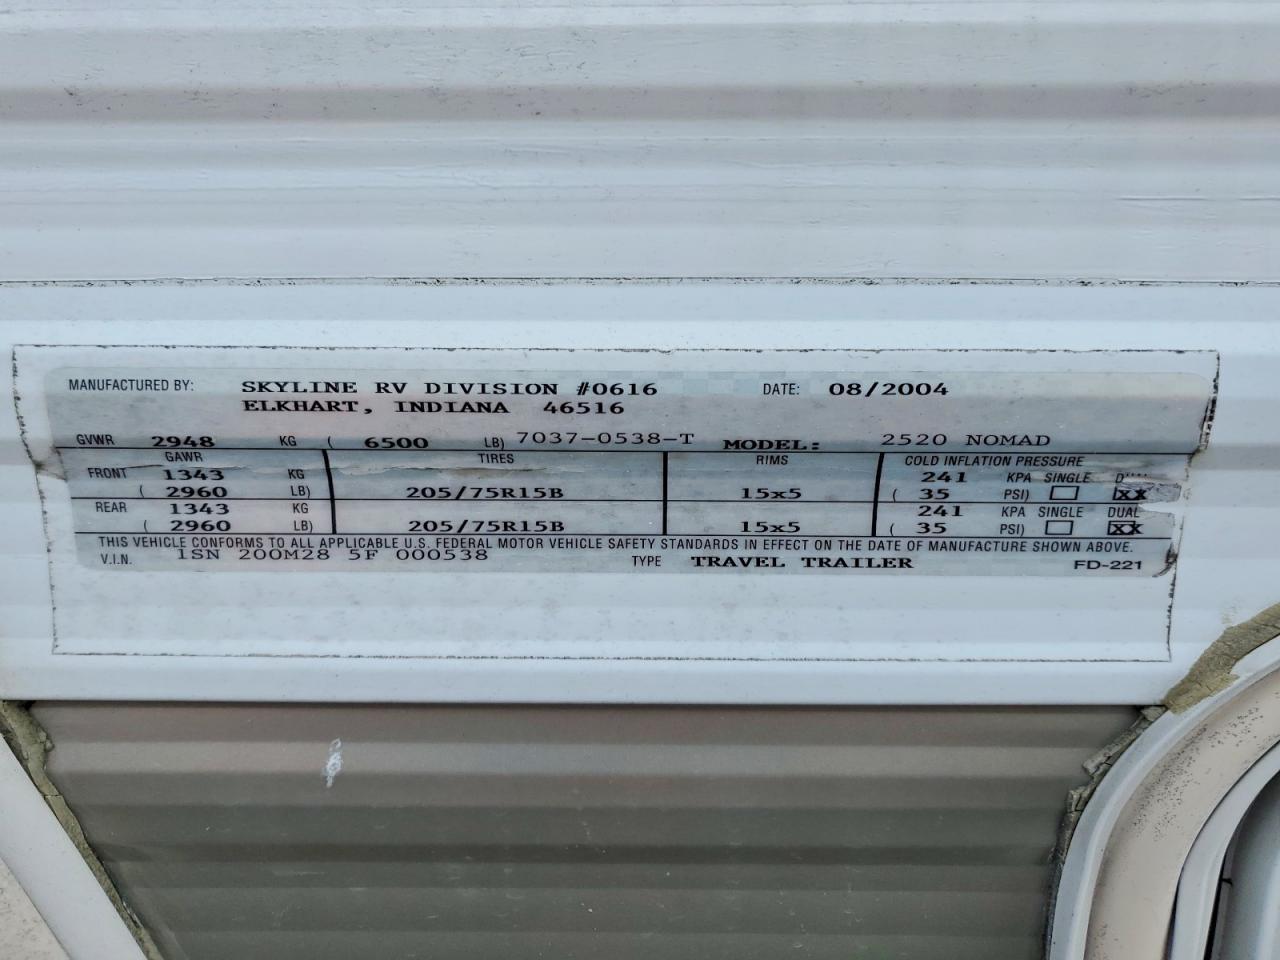 MANUFACTURED BY: SKYLINE RV DIVISION #0616 DATE: 08/2004
ELKHART, INDIANA 46516
GVWR 2948 KG ( 6500 LB) 7037-0538-T MODEL: 2520 NOMAD
GAWR TIRES RIMS COLD INFLATION PRESSURE
FRONT 1343 KG 241 KPA SINGLE
( 2960 LB) 205/75R15B 15x5 ( 35 PSI) XX
REAR 1343 KG 241 KPA SINGLE DUAL
( 2960 LB) 205/75R15B 15x5 ( 35 PSI) XX
THIS VEHICLE CONFORMS TO ALL APPLICABLE U.S. FEDERAL MOTOR VEHICLE SAFETY STANDARDS IN EFFECT ON THE DATE OF MANUFACTURE SHOWN ABOVE.
V.I.N. 1SN 200M28 5F 000538 TYPE TRAVEL TRAILER FD-221